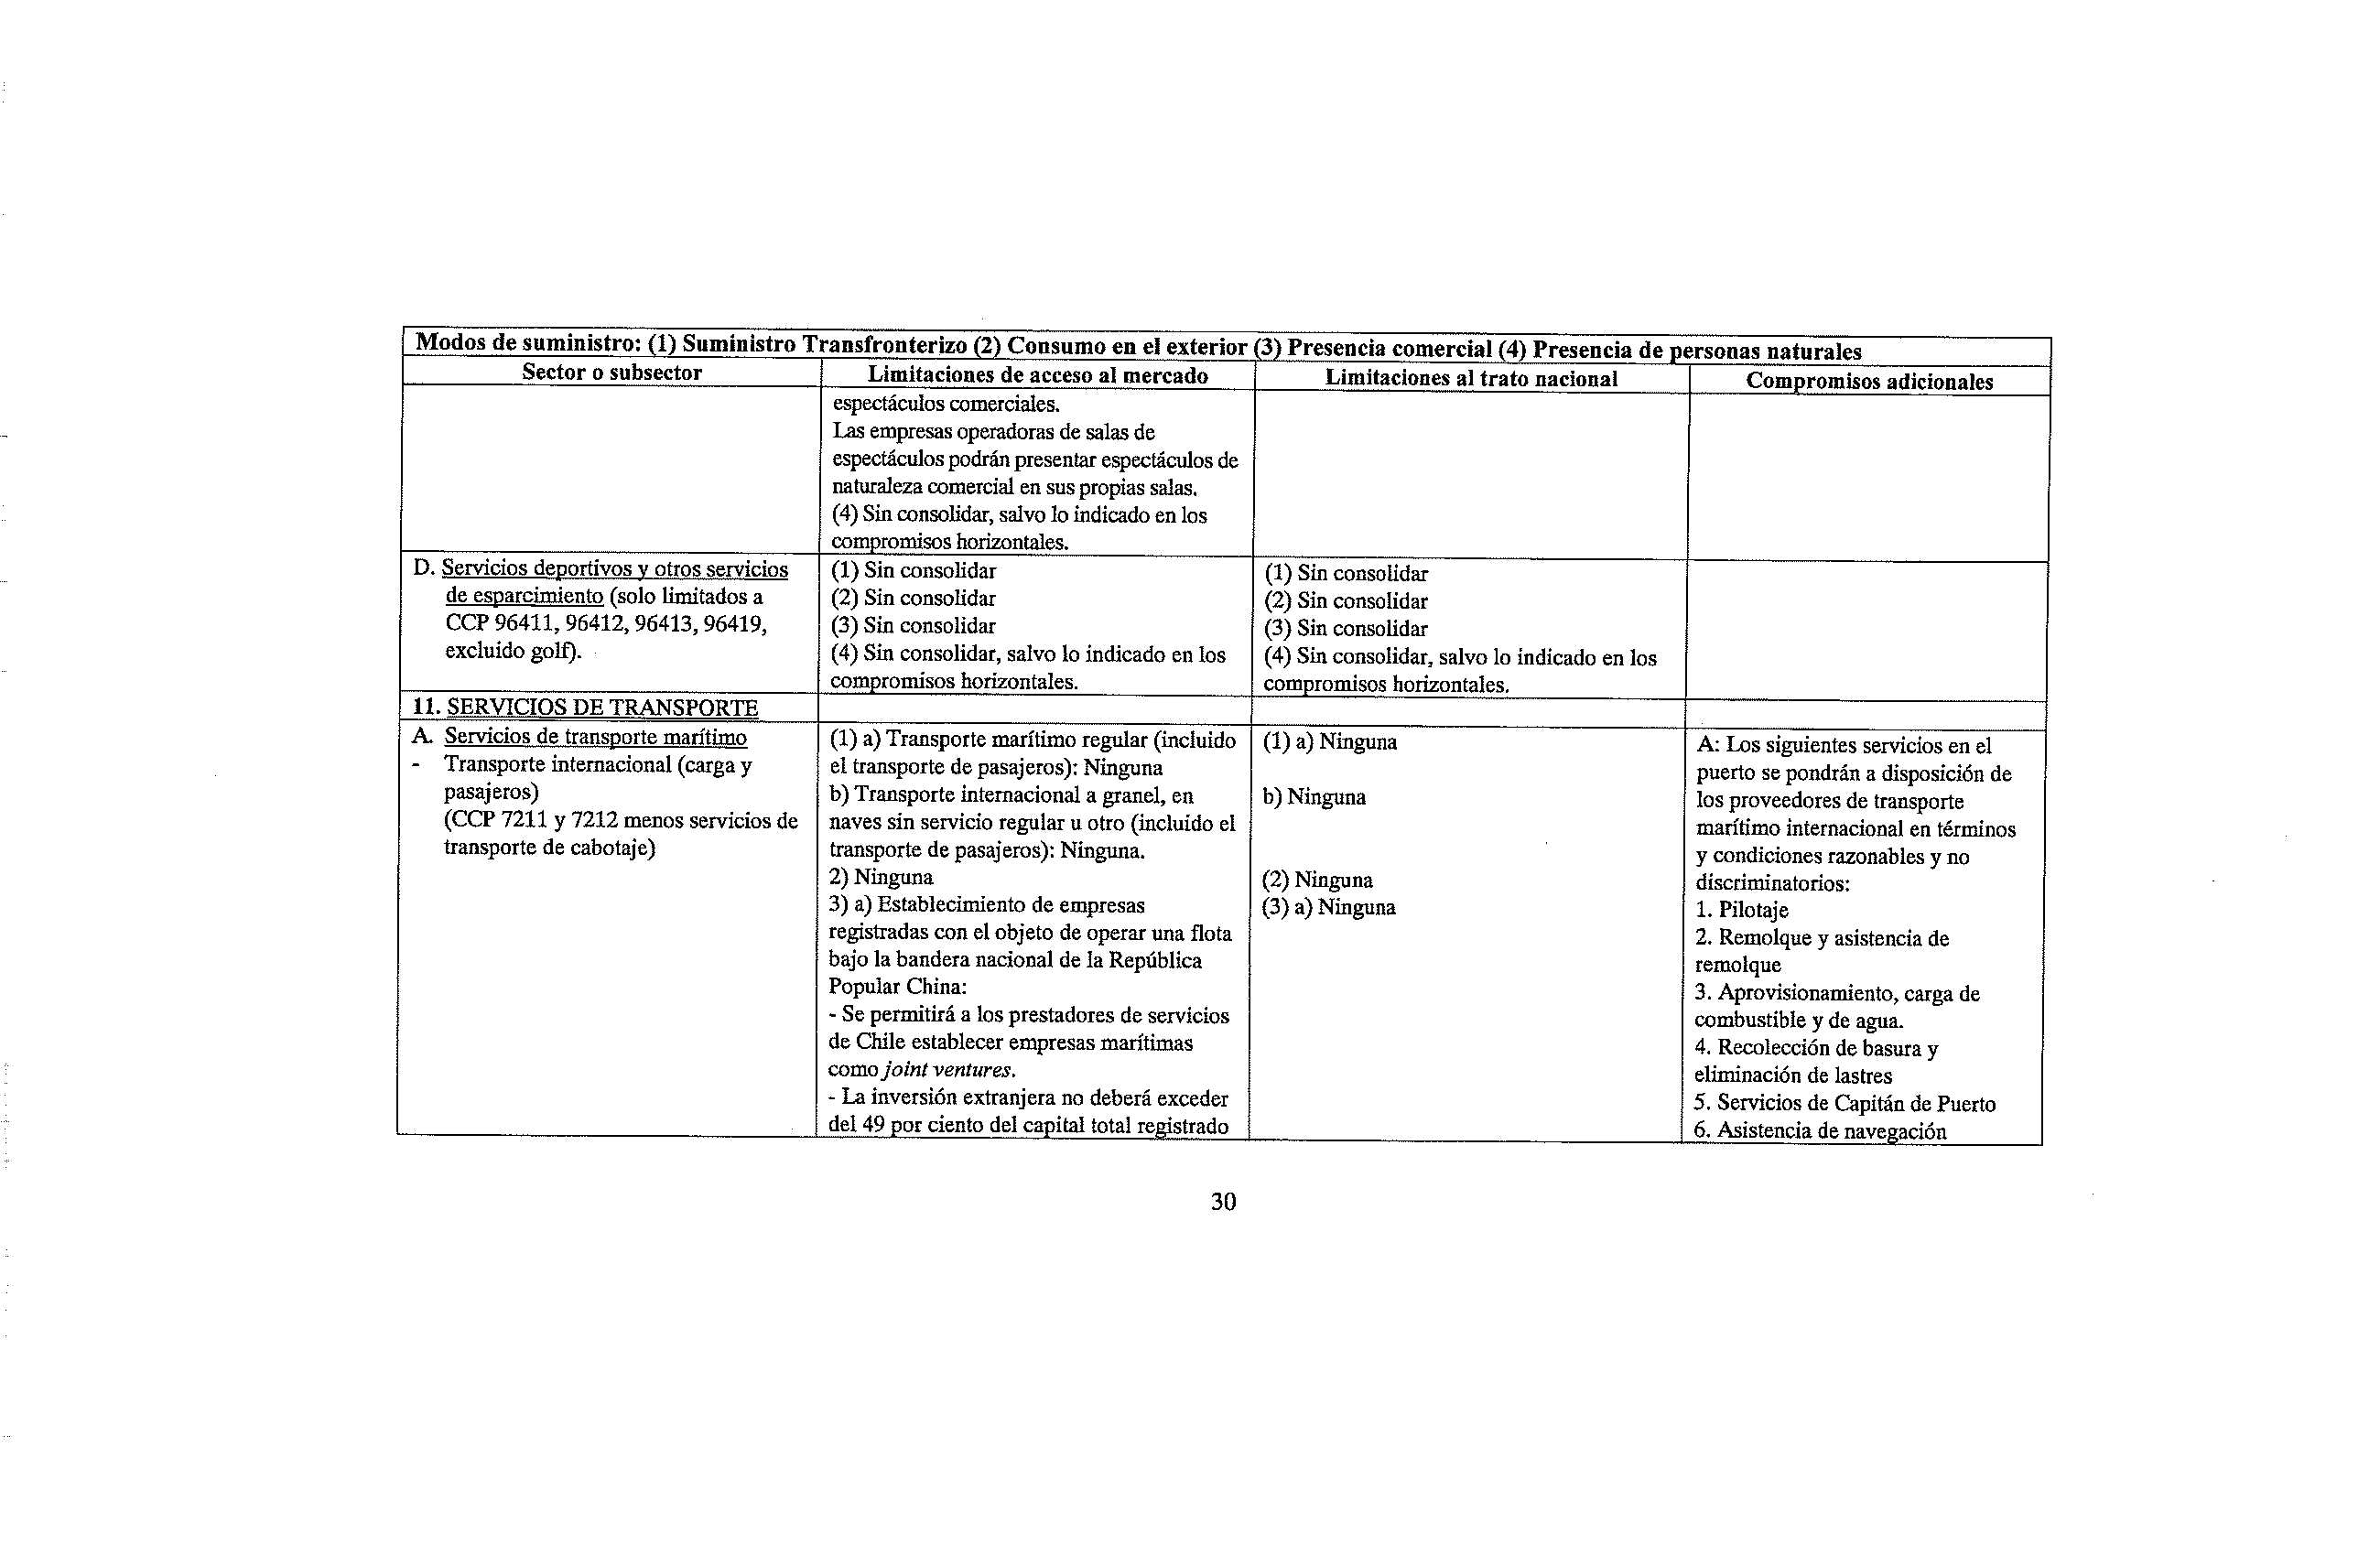 Modos de suministro: (1) Suministro Transfronterizo (2) Consumo en el exterior (3) Presencia comercial (4) Presencia de personas naturales
Sector o subsector
Limitaciones de acceso al mercado
Limitaciones al trato nacional
Compromisos adicionales
espectáculos comerciales.
Las empresas operadoras de salas de
espectáculos podrán presentar espectáculos de
naturaleza comercial en sus propias salas.
(4) Sin consolidar, salvo lo indicado en los
compromisos horizontales.
D. Servicios deportivos y otros servicios
de esparcimiento (solo limitados a
CCP 96411, 96412, 96413, 96419,
excluido golf).
(1) Sin consolidar
(2) Sin consolidar
(3) Sin consolidar
(4) Sin consolidar, salvo lo indicado en los
compromisos horizontales.
(1) Sin consolidar
(2) Sin consolidar
(3) Sin consolidar
(4) Sin consolidar, salvo lo indicado en los
compromisos horizontales.
11. SERVICIOS DE TRANSPORTE
A. Servicios de transporte marítimo
- Transporte internacional (carga y
pasajeros)
(CCP 7211 y 7212 menos servicios de
transporte de cabotaje)
(1) a) Transporte marítimo regular (incluido
el transporte de pasajeros): Ninguna
b) Transporte internacional a granel, en
naves sin servicio regular u otro (incluido el
transporte de pasajeros): Ninguna.
2) Ninguna
3) a) Establecimiento de empresas
registradas con el objeto de operar una flota
bajo la bandera nacional de la República
Popular China:
- Se permitirá a los prestadores de servicios
de Chile establecer empresas marítimas
como joint ventures.
- La inversión extranjera no deberá exceder
del 49 por ciento del capital total registrado
(1) a) Ninguna
b) Ninguna
(2) Ninguna
(3) a) Ninguna
A: Los siguientes servicios en el
puerto se pondrán a disposición de
los proveedores de transporte
marítimo internacional en términos
y condiciones razonables y no
discriminatorios:
1. Pilotaje
2. Remolque y asistencia de
remolque
3. Aprovisionamiento, carga de
combustible y de agua.
4. Recolección de basura y
eliminación de lastres
5. Servicios de Capitán de Puerto
6. Asistencia de navegación
30